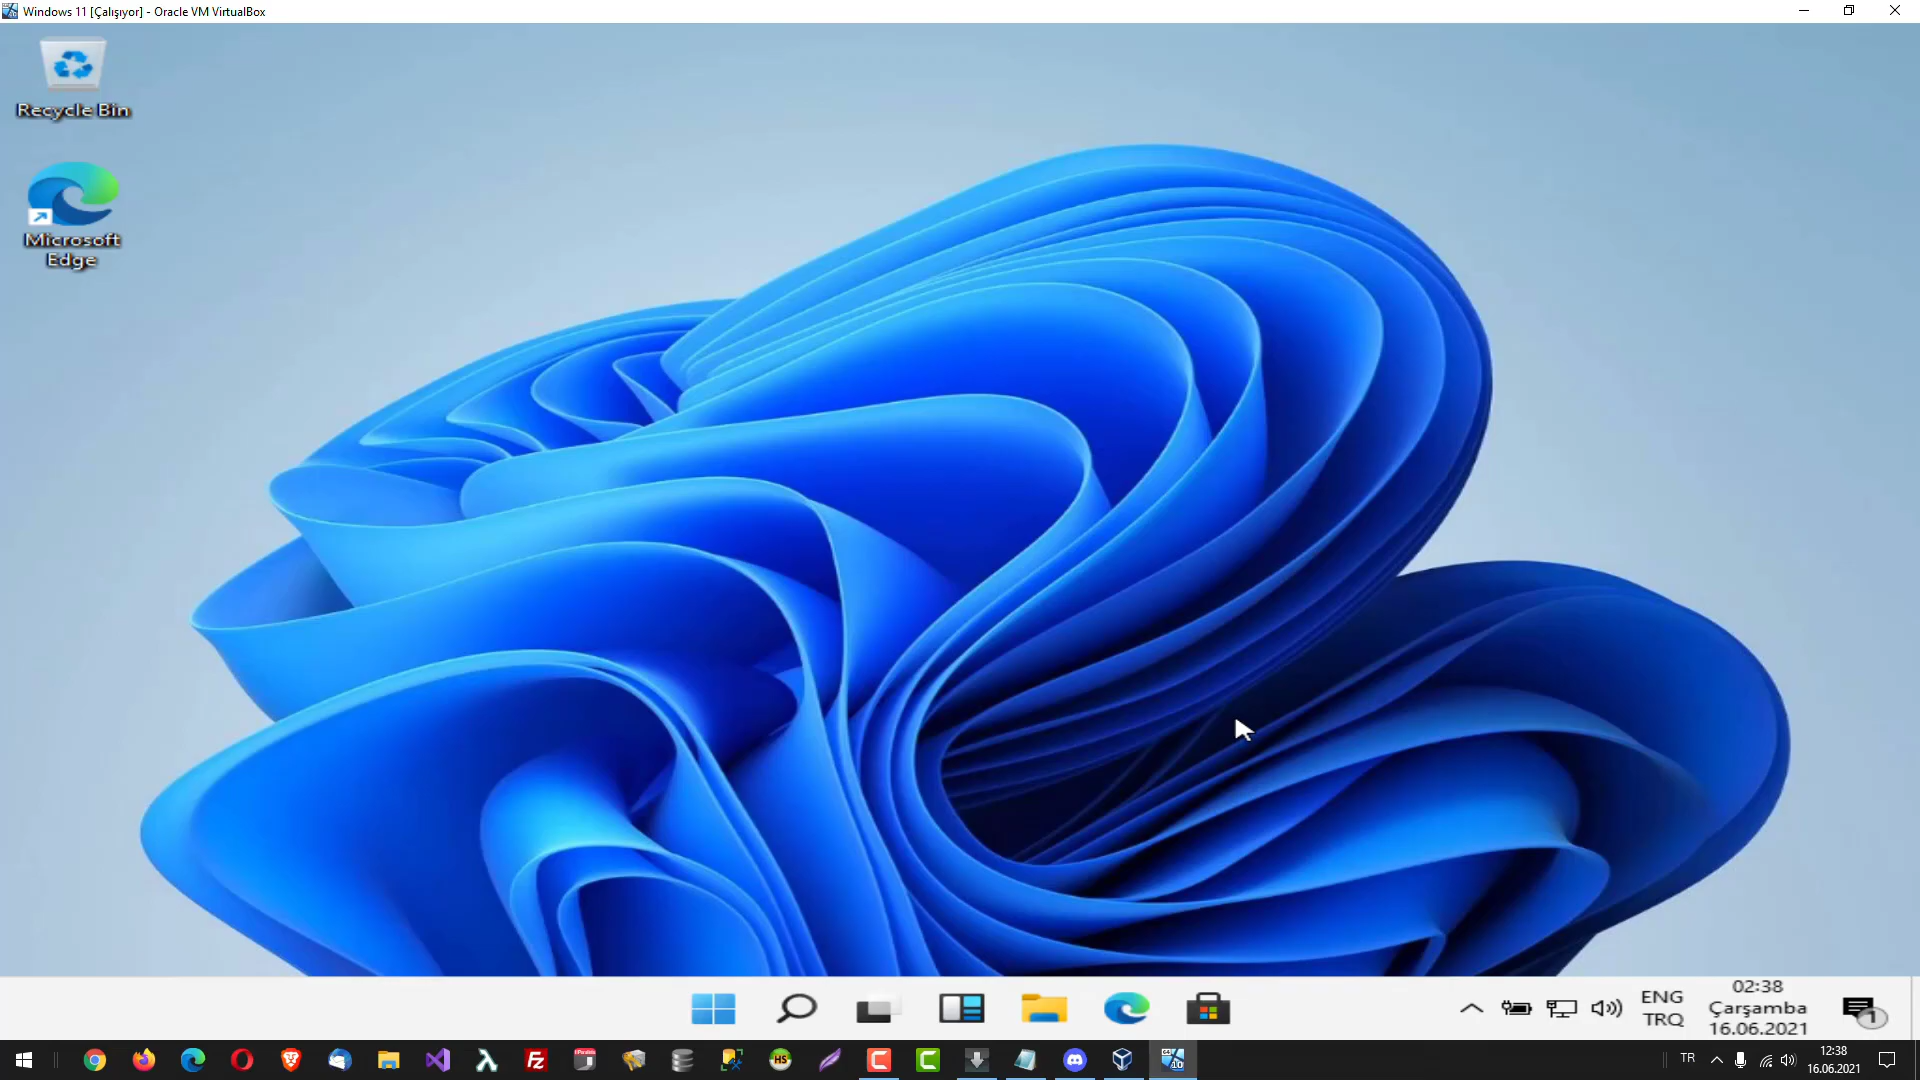 Windows 11 [Çalışıyor] - Oracle VM VirtualBox
Recycle Bin
Microsoft
Edge
ENG
TRQ
02:38
Çarşamba
16.06.2021
1
TR
12:38
16.06.2021